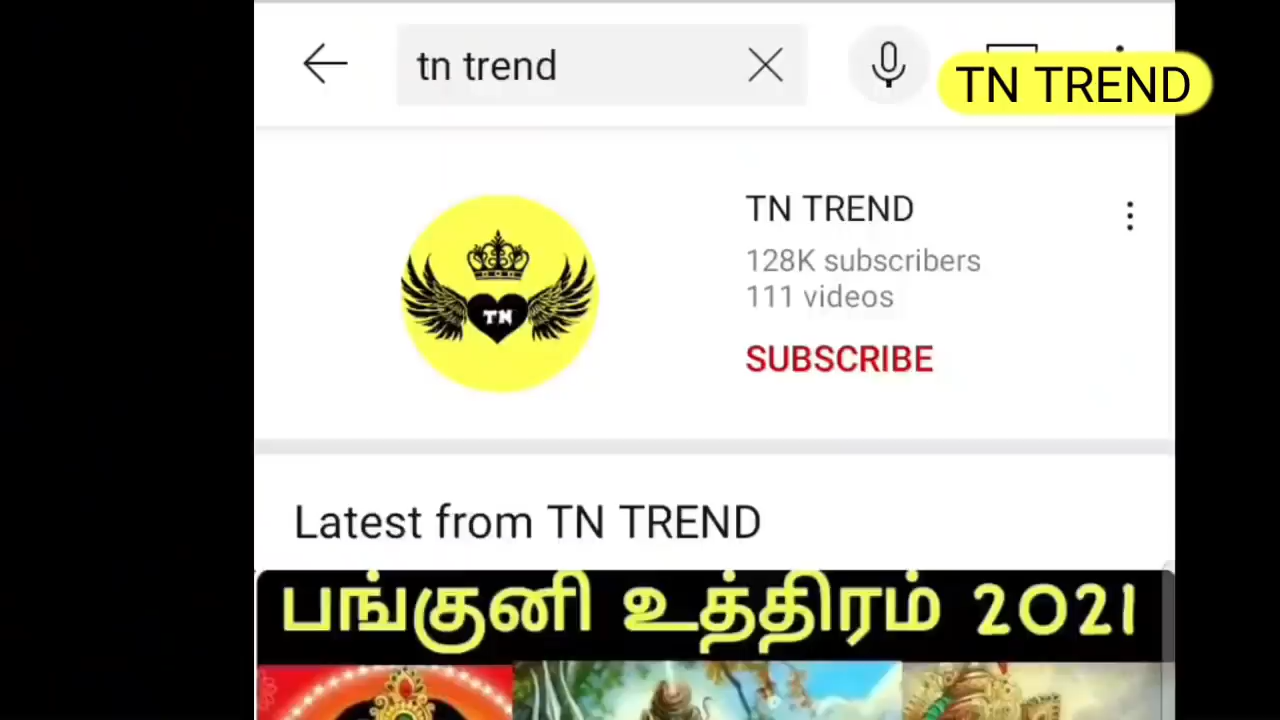 tn trend
TN TREND
TN
TN TREND
128K subscribers
111 videos
SUBSCRIBE
Latest from TN TREND
பங்குனி உத்திரம் 2021